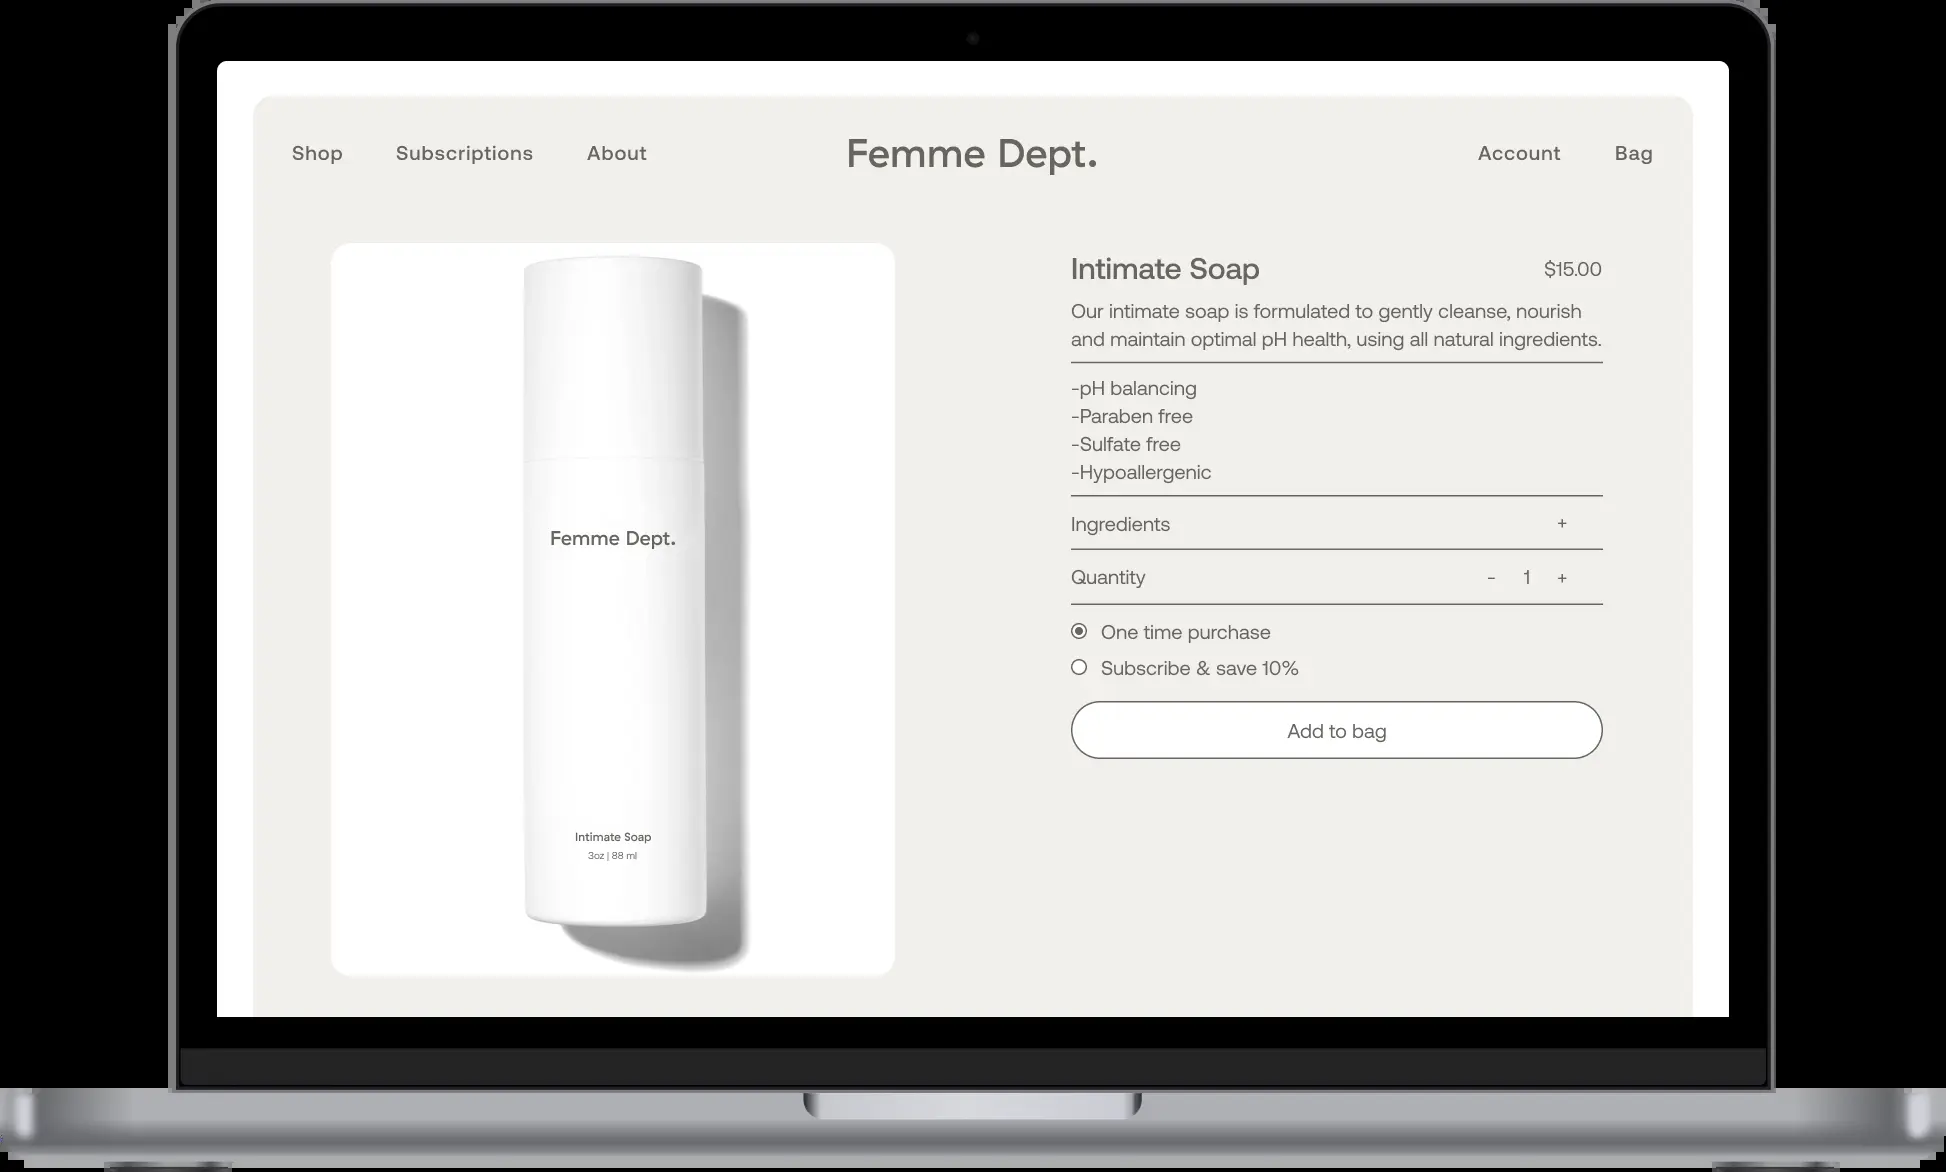 Shop Subscriptions About Femme Dept. Account Bag
Femme Dept.
Intimate Soap
3oz | 88 ml
Intimate Soap $15.00
Our intimate soap is formulated to gently cleanse, nourish
and maintain optimal pH health, using all natural ingredients.
-pH balancing
-Paraben free
-Sulfate free
-Hypoallergenic
Ingredients +
Quantity - 1 +
One time purchase
Subscribe & save 10%
Add to bag